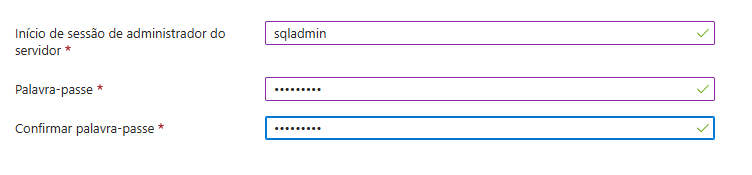 Início de sessão de administrador do
servidor *
sqladmin
Palavra-passe *
•••••••••
Confirmar palavra-passe *
•••••••••